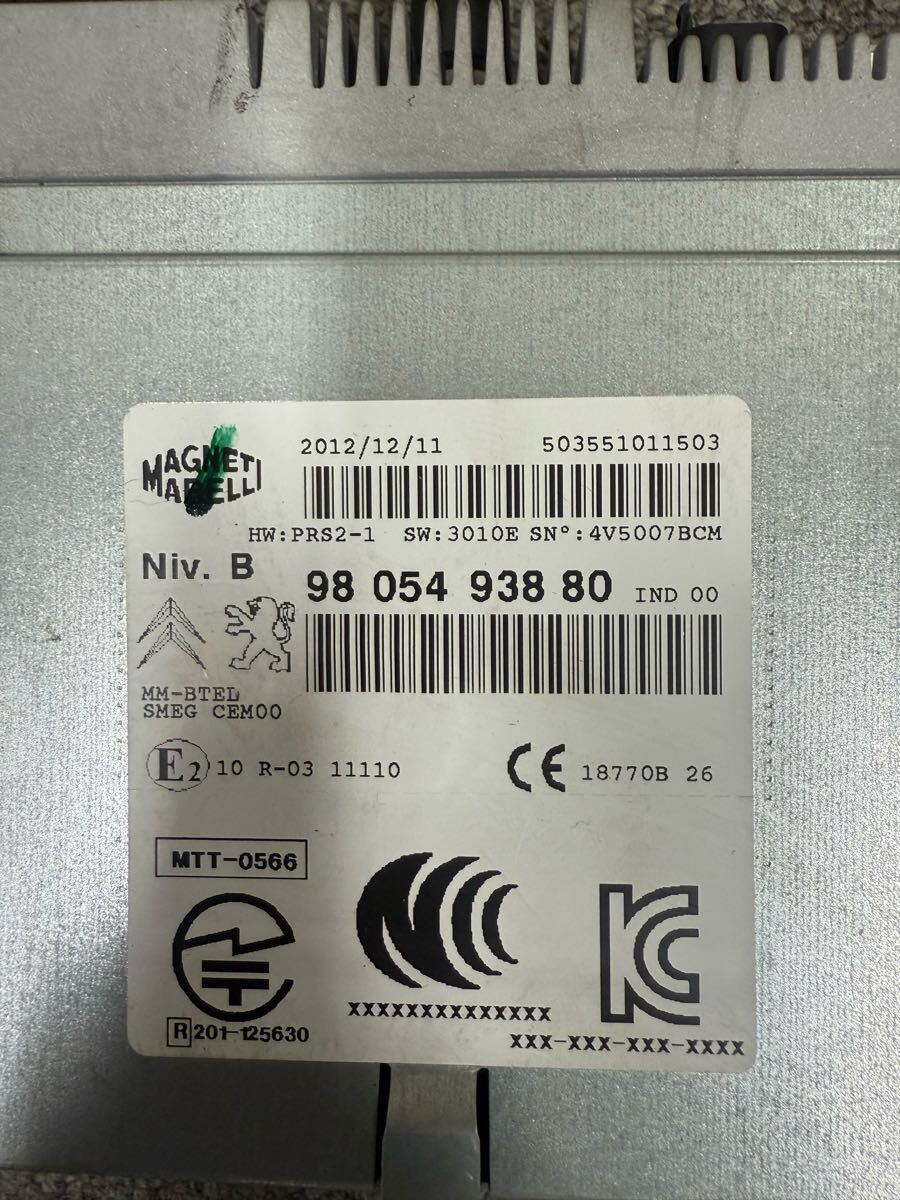 MAGNETI
MARELLI
2012/12/11
503551011503
HW:PRS2-1 SW:3010E SN°:4V5007BCM
Niv. B
98 054 938 80 IND 00
MM-BTEL
SMEG CEM00
E2 10 R-03 11110
CE 18770B 26
MTT-0566
R 201-125630
XXXXXXXXXXXXXX
XXX-XXX-XXX-XXXX